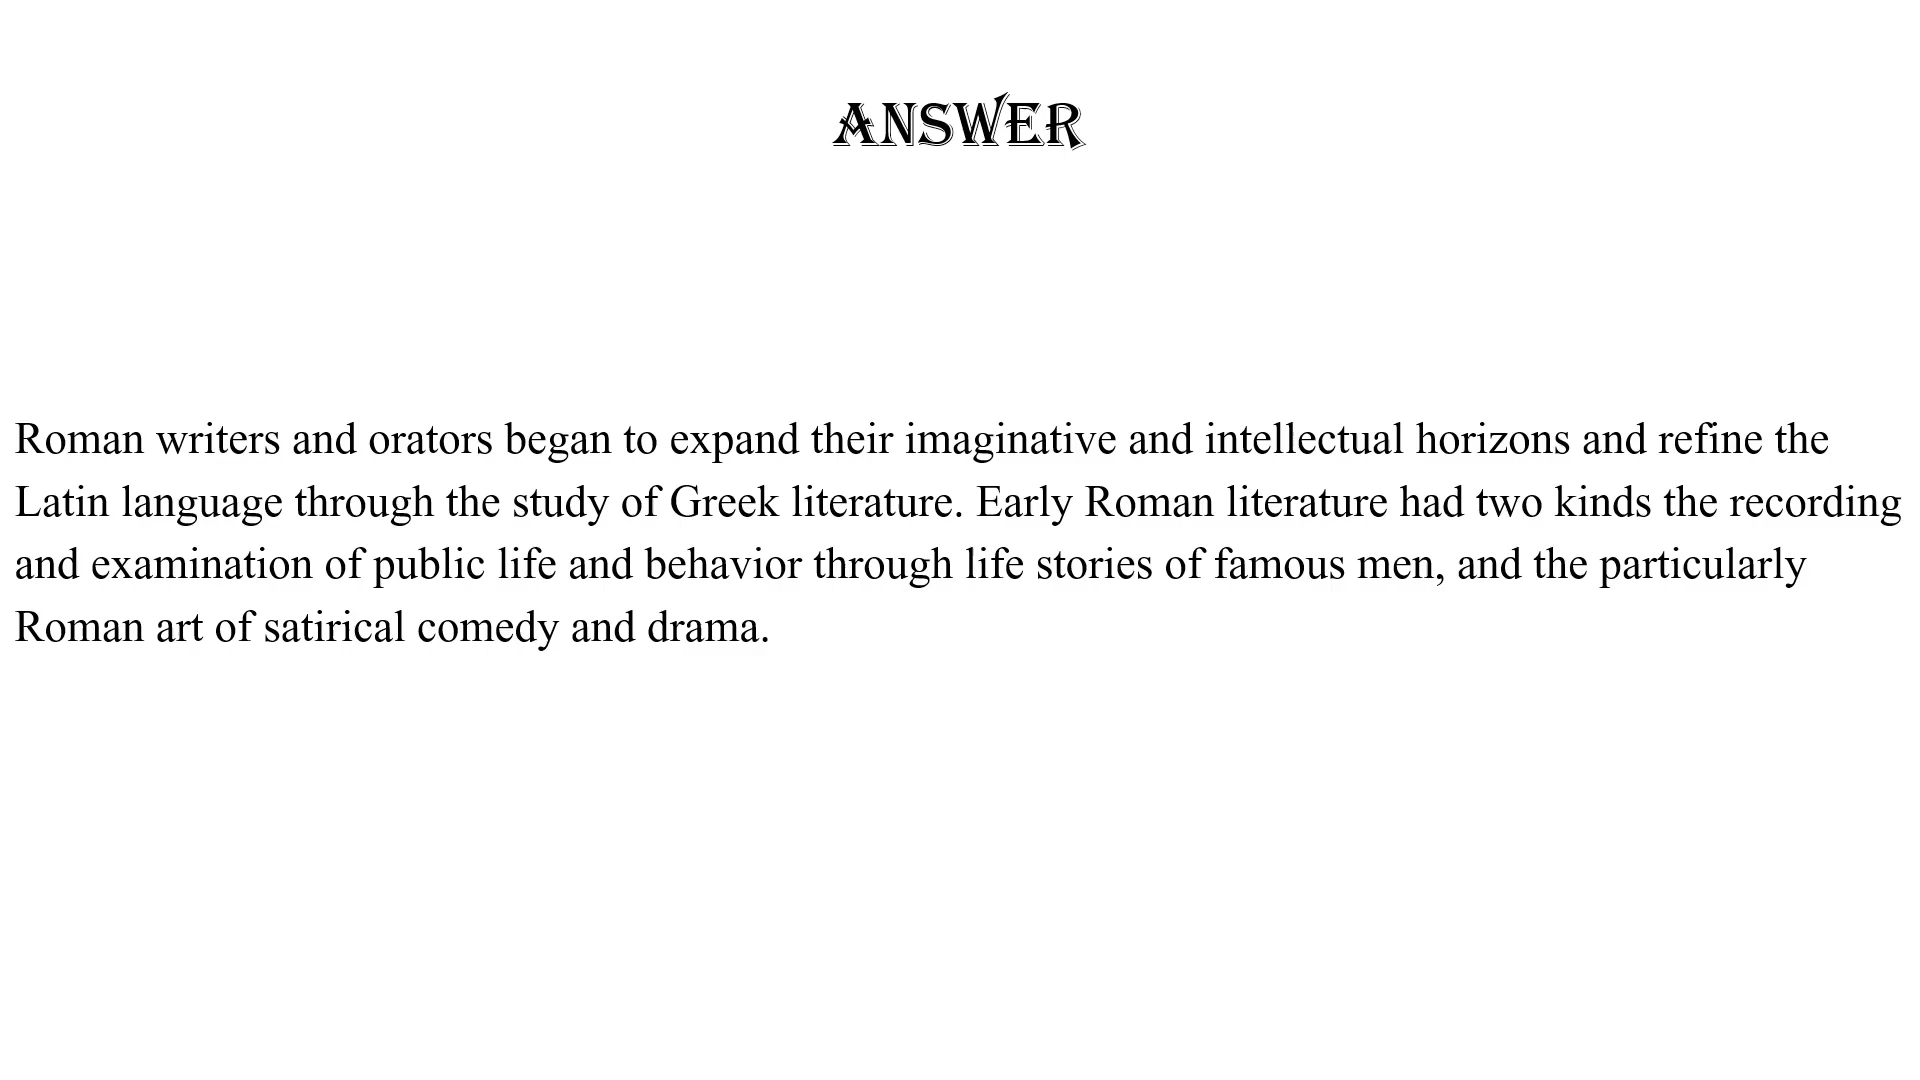 ANSWER
Roman writers and orators began to expand their imaginative and intellectual horizons and refine the
Latin language through the study of Greek literature. Early Roman literature had two kinds the recording
and examination of public life and behavior through life stories of famous men, and the particularly
Roman art of satirical comedy and drama.